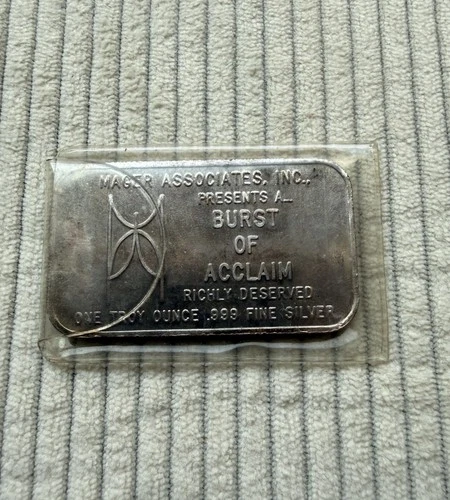 MAGER ASSOCIATES, INC.,
PRESENTS A...
BURST
OF
ACCLAIM
RICHLY DESERVED
ONE TROY OUNCE .999 FINE SILVER